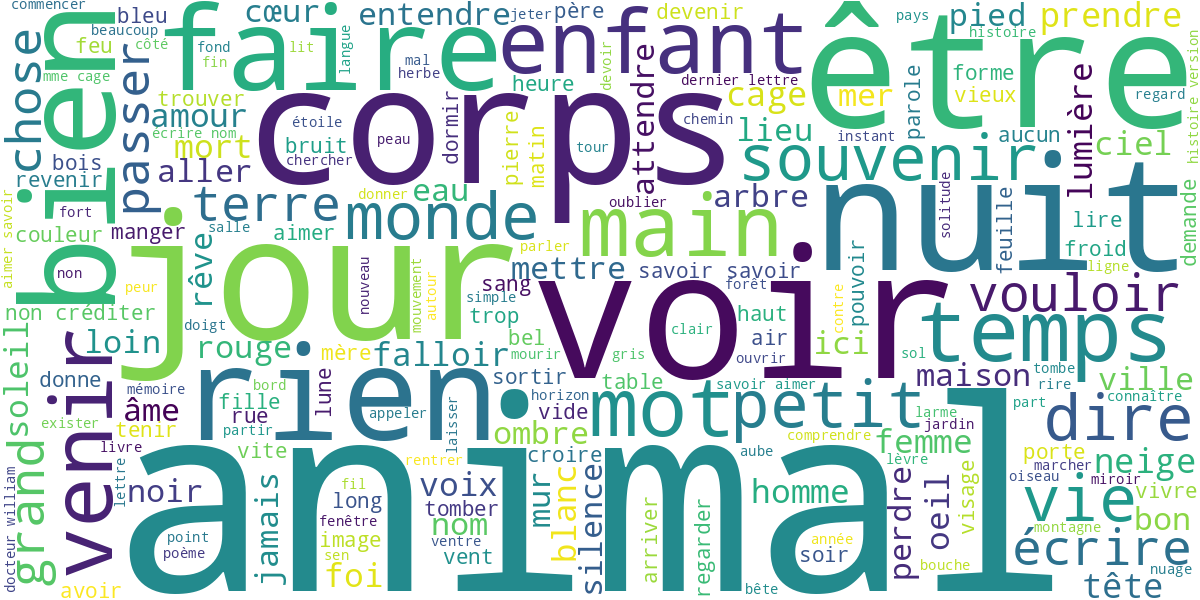 commencer
bleu
beaucoup
cœur
faire
entendre
jeter
père
devenir
enfant
être
pays
pied
prendre
histoire
chose
bien
feu
côté
passer
fond
fin
lit
langue
mal
herbe
mme cage
trouver
heure
devoir
dernier lettre
attendre
cage
mer
parole
forme
vieux
lumière
regard
histoire version
amour
écrire nom
mort
étoile
bruit
chercher
corps
peau
dormir
pierre
matin
tour
chemin
lieu
instant
aucun
ciel
bois
revenir
aller
souvenir
nuit
fort
terre
donner
eau
monde
main
oublier
arbre
solitude
feuille
lire
froid
demande
aimer savoir
couleur
manger
salle
aimer
jour
parler
mettre
savoir savoir
forêt
pouvoir
ligne
non
peur
rêve
nouveau
mouvement
autour
sang
simple
trop
voir
clair
haut
air
ouvrir
contre
ici
vouloir
temps
sol
non créditer
loin
doigt
rouge
mère
falloir
bel
mourir
gris
soleil
donne
mémoire
âme
fille
bord
rue
lune
rien
appeler
sortir
horizon
table
savoir aimer
maison
tombe
rire
ville
connaître
exister
tenir
partir
laisser
vide
mot
petit
larme
part
jardin
dire
grand
venir
livre
vite
rentrer
ombre
croire
comprendre
aube
femme
lèvre
porte
marcher
neige
docteur william
lettre
noir
jamais
fil
long
fenêtre
voix
tomber
mur
blanc
silence
homme
perdre
oeil
visage
oiseau
miroir
vie
vivre
bon
montagne
point
poème
image
sen
foi
nom
ventre
vent
arriver
regarder
année
soir
bouche
écrire
nuage
avoir
animal
bête
tête